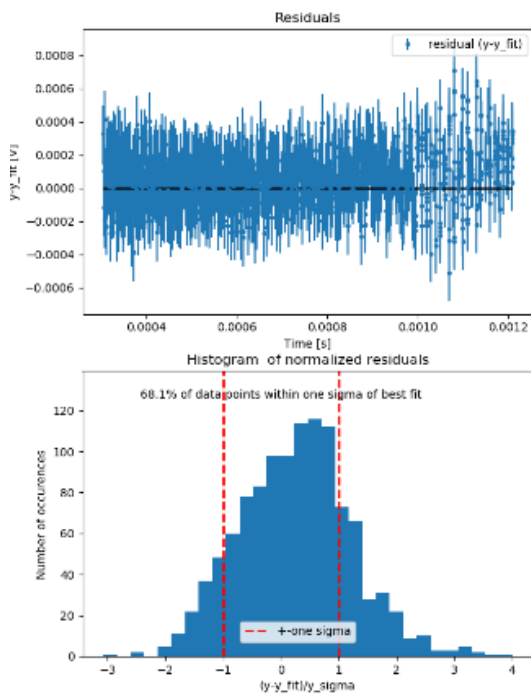 Residuals
residual (y-y_fit)
0.0008
0.0006
0.0004
0.0002
0.0000
−0.0002
−0.0004
−0.0006
y-y_fit [V]
0.0004 0.0006 0.0008 0.0010 0.0012
Time [s]
Histogram of normalized residuals
68.1% of data points within one sigma of best fit
120
100
80
60
40
20
0
Number of occurences
+-one sigma
−3 −2 −1 0 1 2 3 4
(y-y_fit)/y_sigma